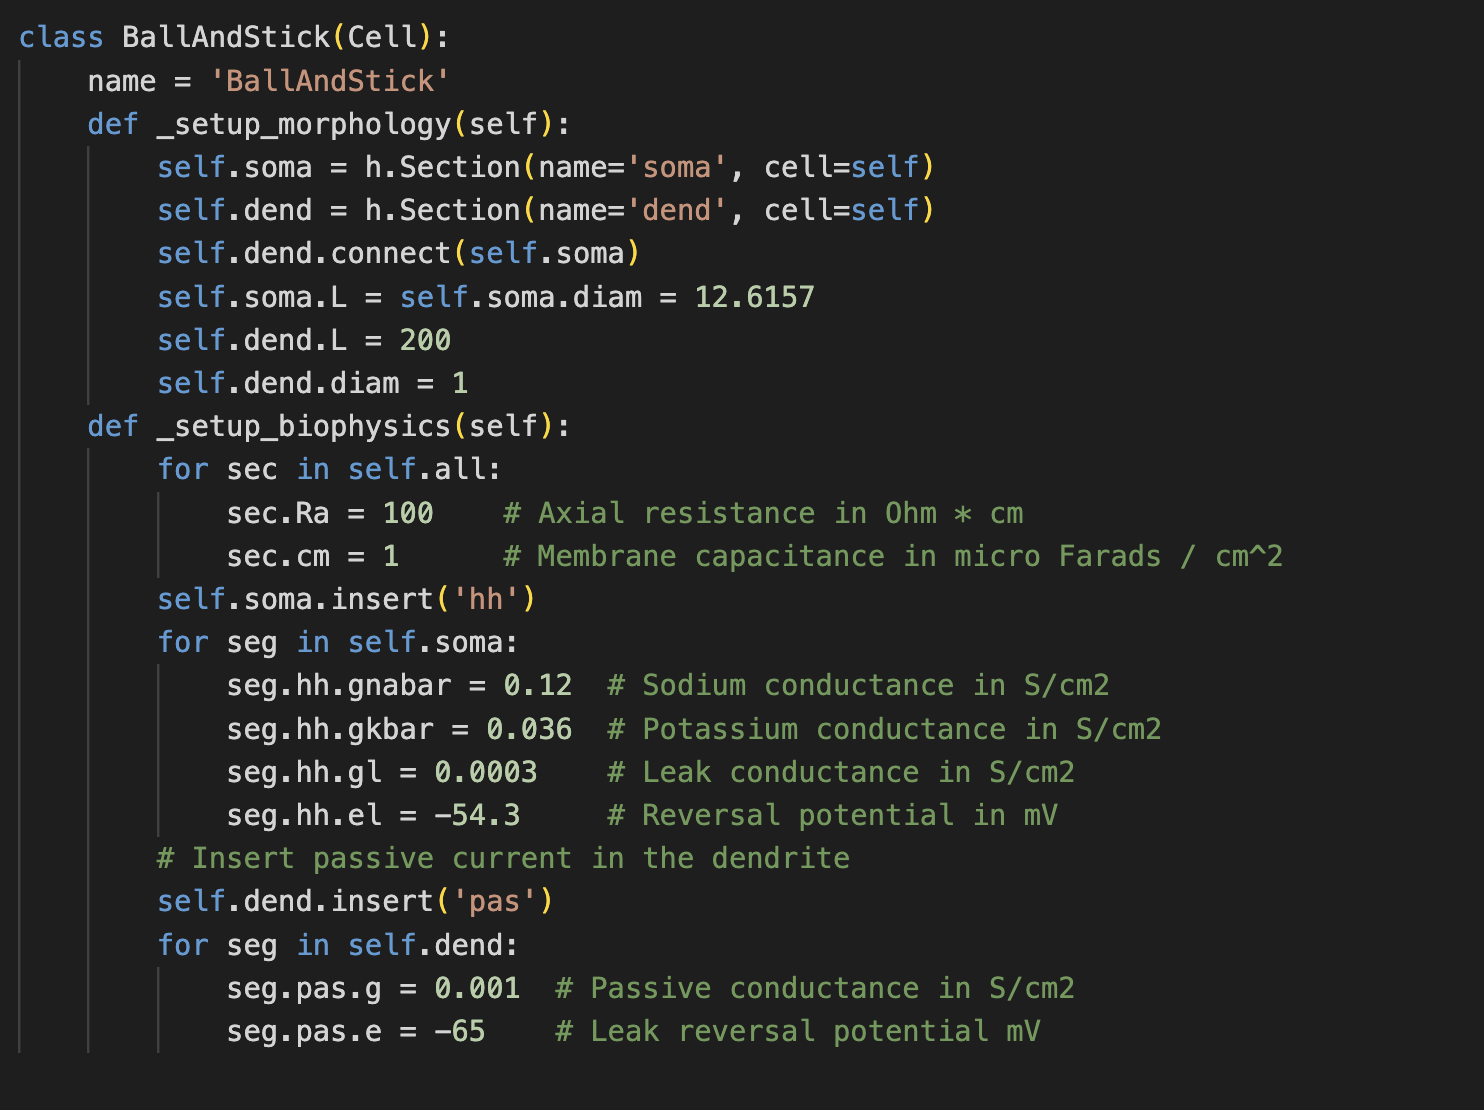 class BallAndStick(Cell):
    name = 'BallAndStick'
    def _setup_morphology(self):
        self.soma = h.Section(name='soma', cell=self)
        self.dend = h.Section(name='dend', cell=self)
        self.dend.connect(self.soma)
        self.soma.L = self.soma.diam = 12.6157
        self.dend.L = 200
        self.dend.diam = 1
    def _setup_biophysics(self):
        for sec in self.all:
            sec.Ra = 100    # Axial resistance in Ohm * cm
            sec.cm = 1      # Membrane capacitance in micro Farads / cm^2
        self.soma.insert('hh')
        for seg in self.soma:
            seg.hh.gnabar = 0.12  # Sodium conductance in S/cm2
            seg.hh.gkbar = 0.036  # Potassium conductance in S/cm2
            seg.hh.gl = 0.0003    # Leak conductance in S/cm2
            seg.hh.el = -54.3     # Reversal potential in mV
        # Insert passive current in the dendrite
        self.dend.insert('pas')
        for seg in self.dend:
            seg.pas.g = 0.001  # Passive conductance in S/cm2
            seg.pas.e = -65    # Leak reversal potential mV